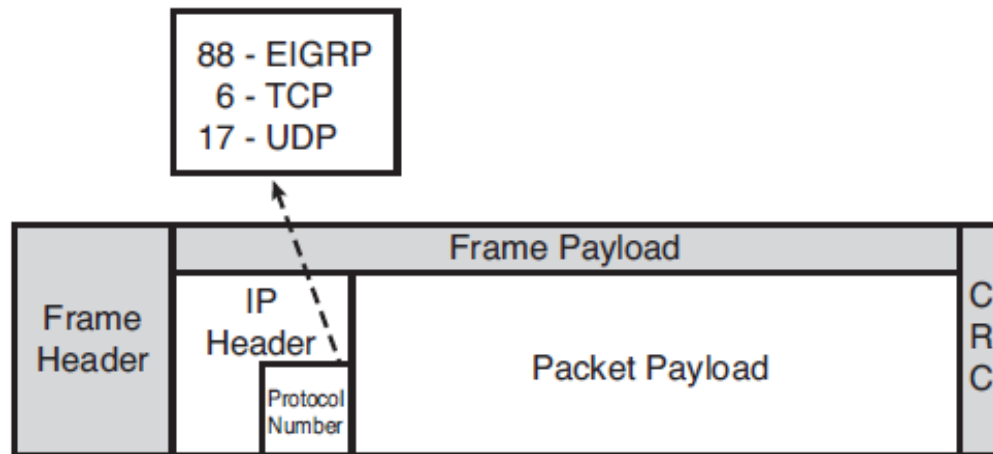 88 - EIGRP
6 - TCP
17 - UDP
Frame Payload
Frame
Header
IP
Header
Protocol
Number
Packet Payload
C
R
C